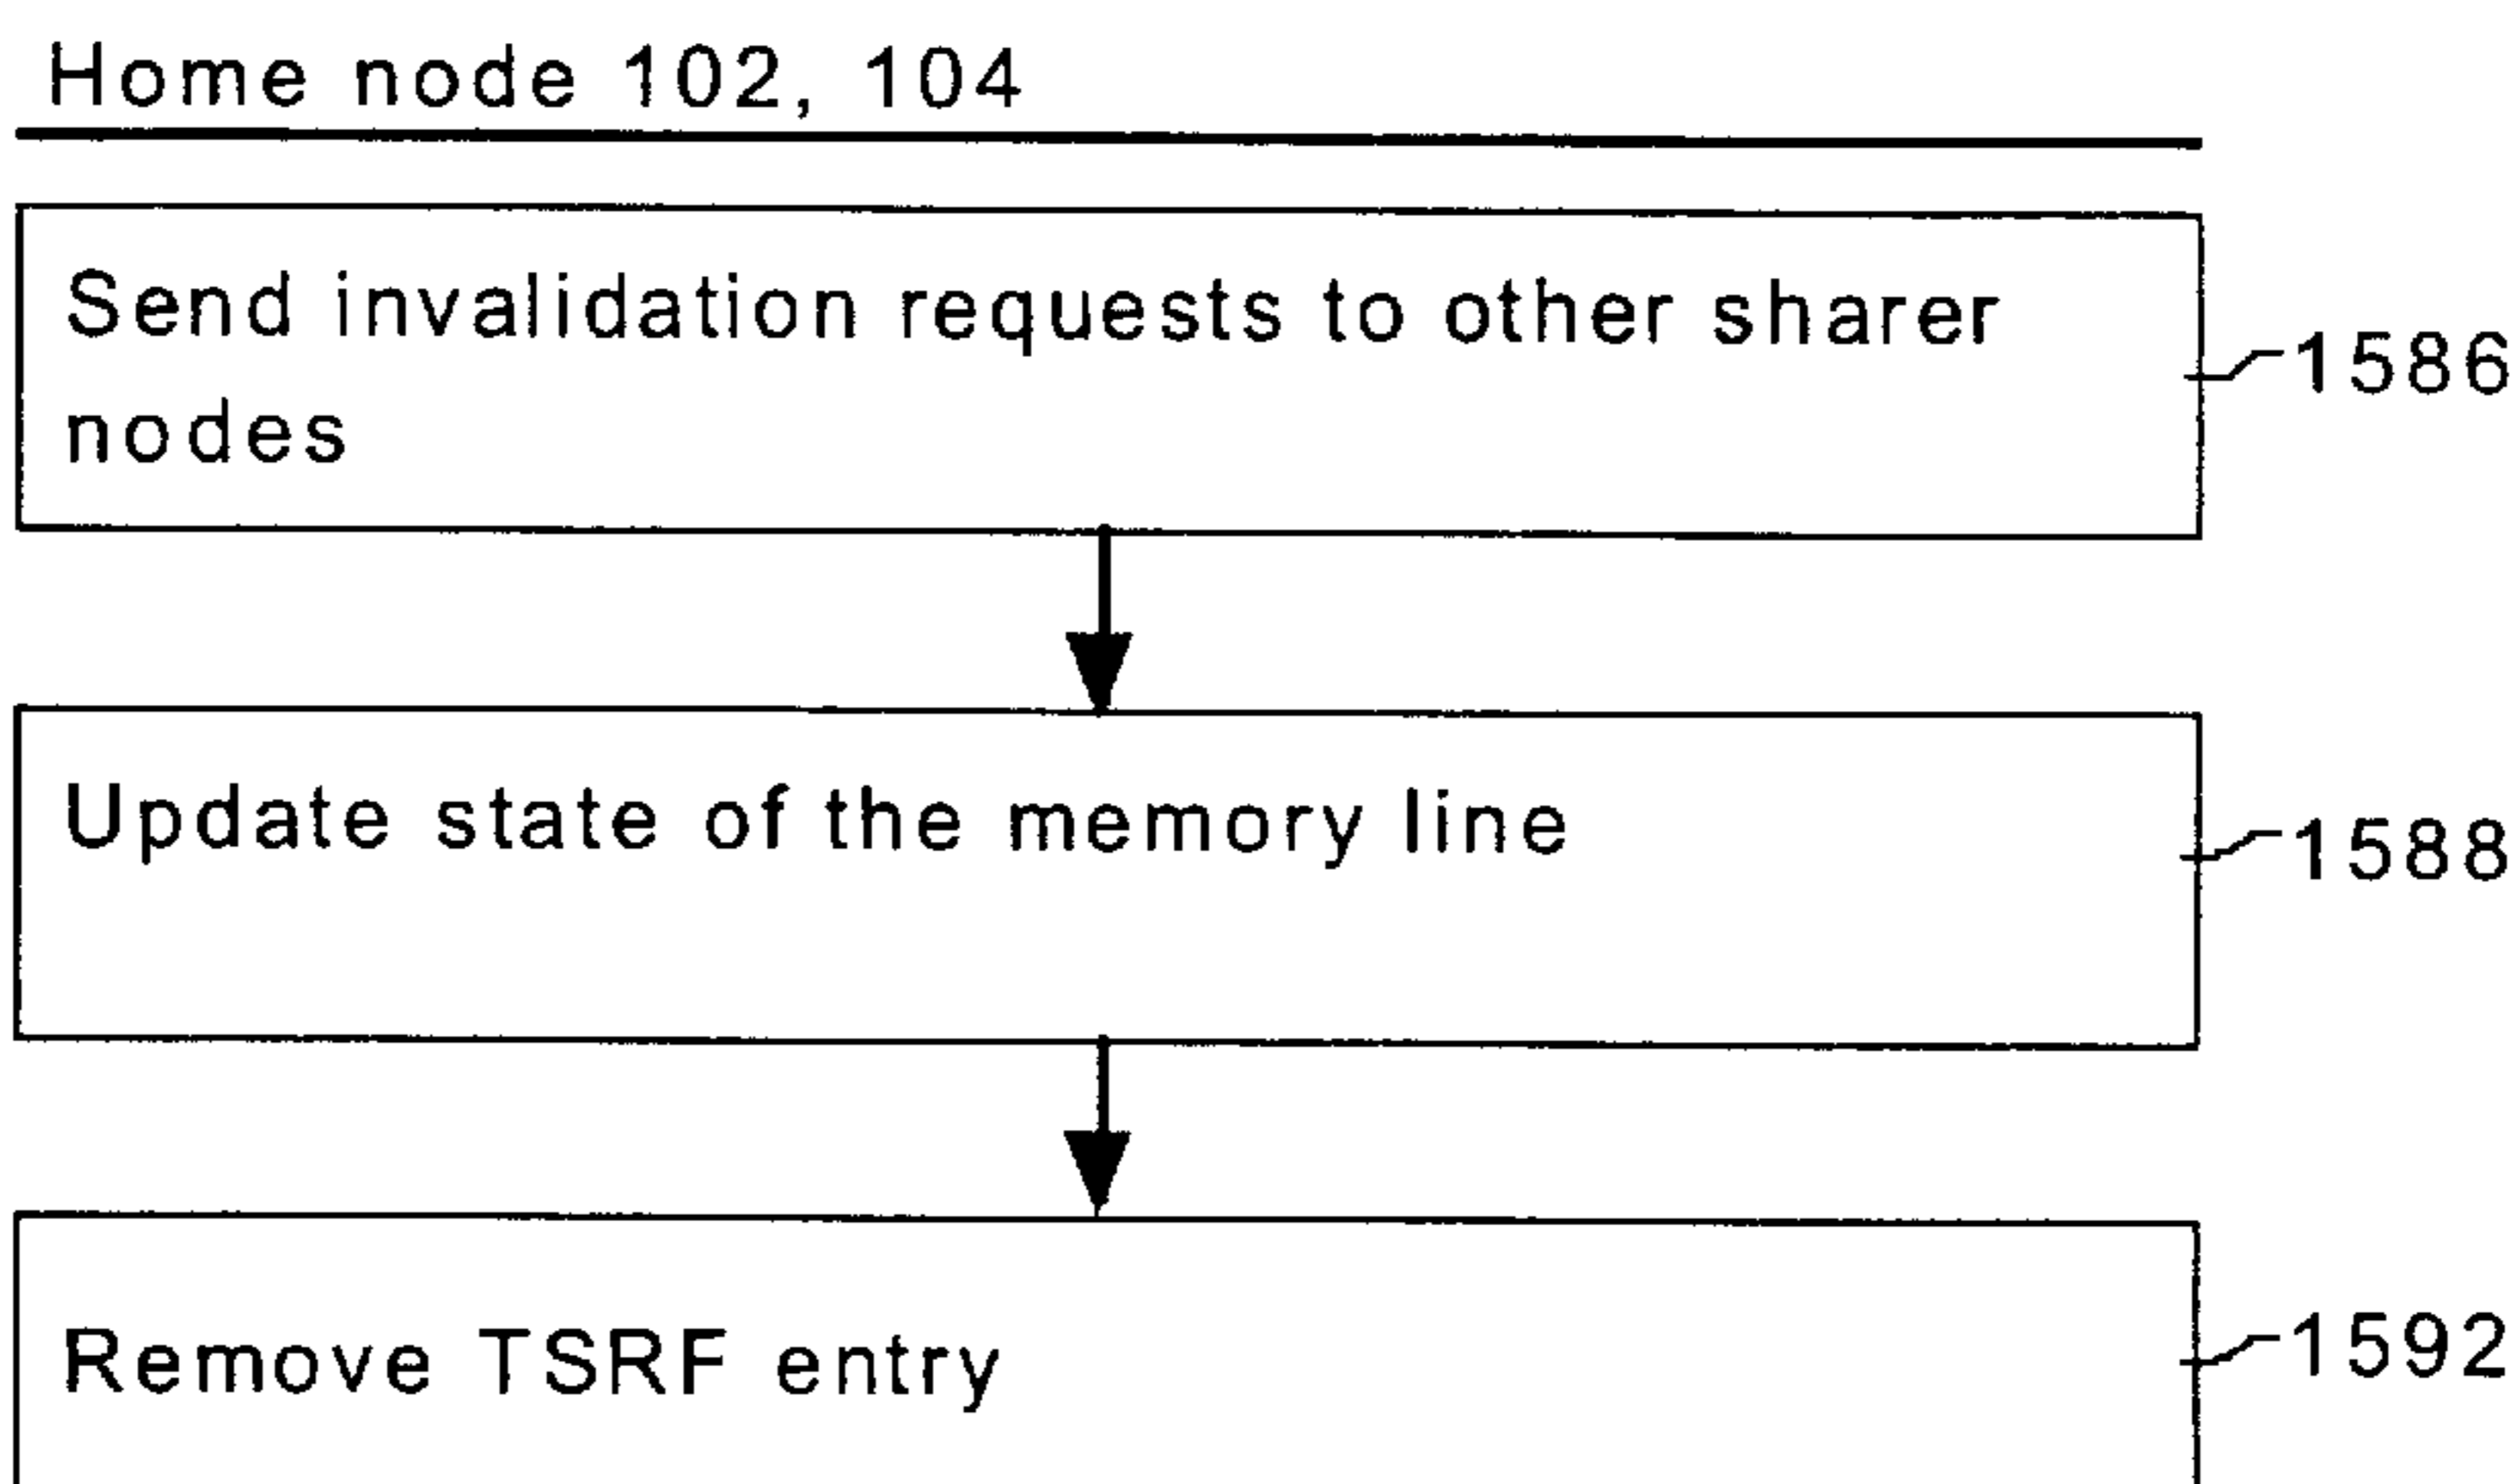 Home node 102, 104
Send invalidation requests to other sharer
nodes
1586
Update state of the memory line
1588
Remove TSRF entry
1592